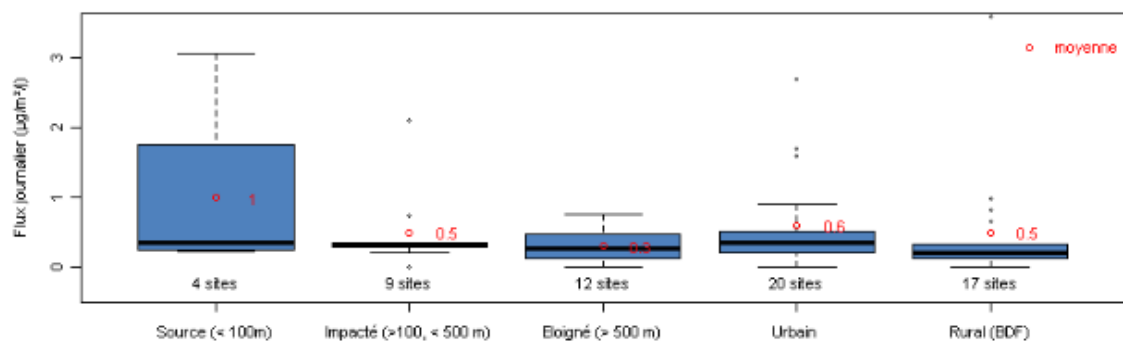 Flux journalier (µg/m²/j)
3
2
1
0
moyenne
1
0.5
0.3
0.6
0.5
4 sites
9 sites
12 sites
20 sites
17 sites
Source (< 100m)
Impacté (>100, < 500 m)
Eloigné (> 500 m)
Urbain
Rural (BDF)